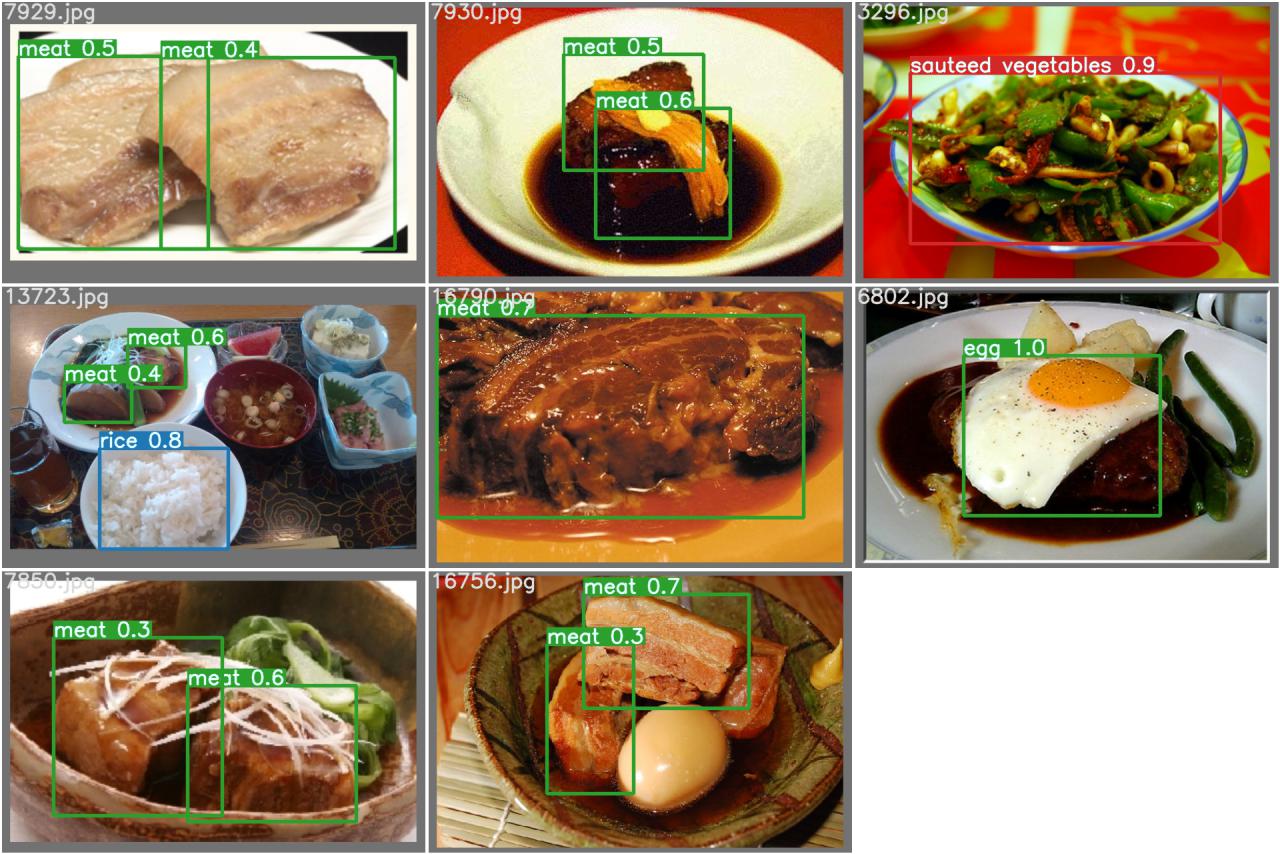 7929.jpg
meat 0.5
meat 0.4
7930.jpg
meat 0.5
meat 0.6
3296.jpg
sauteed vegetables 0.9
13723.jpg
meat 0.6
meat 0.4
rice 0.8
16790.jpg
meat 0.7
6802.jpg
egg 1.0
7850.jpg
meat 0.3
meat 0.6
16756.jpg
meat 0.7
meat 0.3